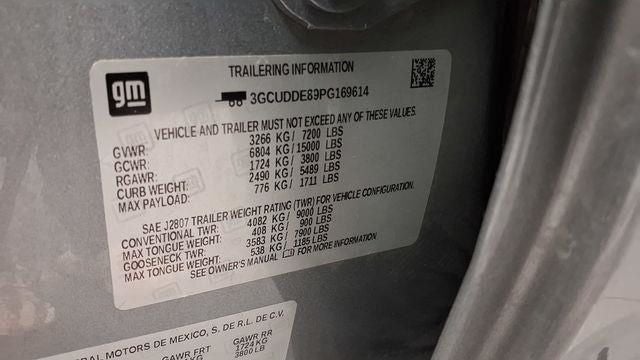 gm
TRAILERING INFORMATION
3GCUDDE89PG169614
VEHICLE AND TRAILER MUST NOT EXCEED ANY OF THESE VALUES.
GVWR: 3266 KG/ 7200 LBS
GCWR: 6804 KG/ 15000 LBS
RGAWR: 1724 KG/ 3800 LBS
CURB WEIGHT: 2490 KG/ 5489 LBS
MAX PAYLOAD: 776 KG/ 1711 LBS
SAE J2807 TRAILER WEIGHT RATING (TWR) FOR VEHICLE CONFIGURATION.
CONVENTIONAL TWR: 4082 KG/ 9000 LBS
MAX TONGUE WEIGHT: 408 KG/ 900 LBS
GOOSENECK TWR: 3583 KG/ 7900 LBS
MAX TONGUE WEIGHT: 538 KG/ 1185 LBS
SEE OWNER'S MANUAL FOR MORE INFORMATION
RAL MOTORS DE MEXICO, S. DE R.L. DE C.V.
GAWR FRT GAWR RR
1724 KG
3800 LB